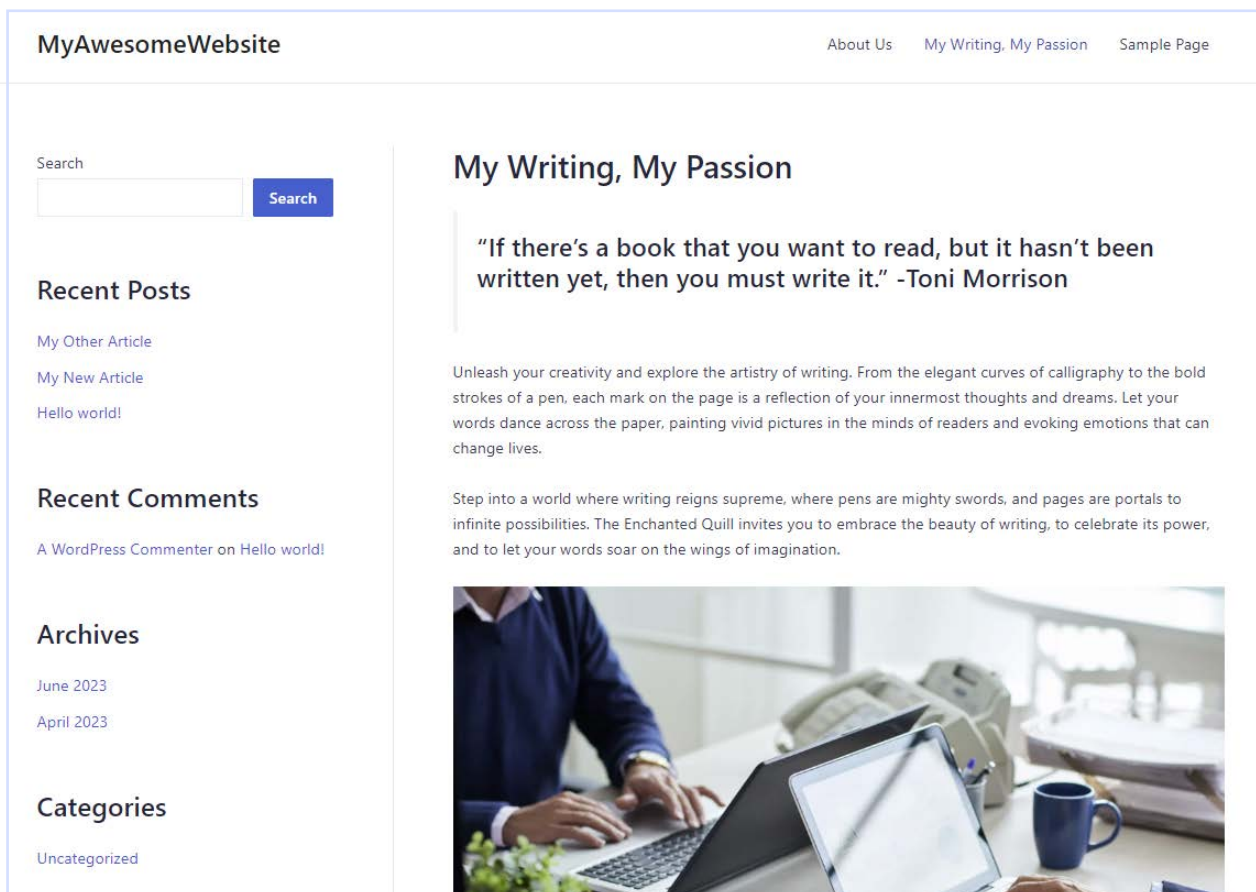 MyAwesomeWebsite
About Us
My Writing, My Passion
Sample Page
Search
Search
Recent Posts
My Other Article
My New Article
Hello world!
Recent Comments
A WordPress Commenter on Hello world!
Archives
June 2023
April 2023
Categories
Uncategorized
My Writing, My Passion
“If there’s a book that you want to read, but it hasn’t been
written yet, then you must write it.” -Toni Morrison
Unleash your creativity and explore the artistry of writing. From the elegant curves of calligraphy to the bold
strokes of a pen, each mark on the page is a reflection of your innermost thoughts and dreams. Let your
words dance across the paper, painting vivid pictures in the minds of readers and evoking emotions that can
change lives.
Step into a world where writing reigns supreme, where pens are mighty swords, and pages are portals to
infinite possibilities. The Enchanted Quill invites you to embrace the beauty of writing, to celebrate its power,
and to let your words soar on the wings of imagination.